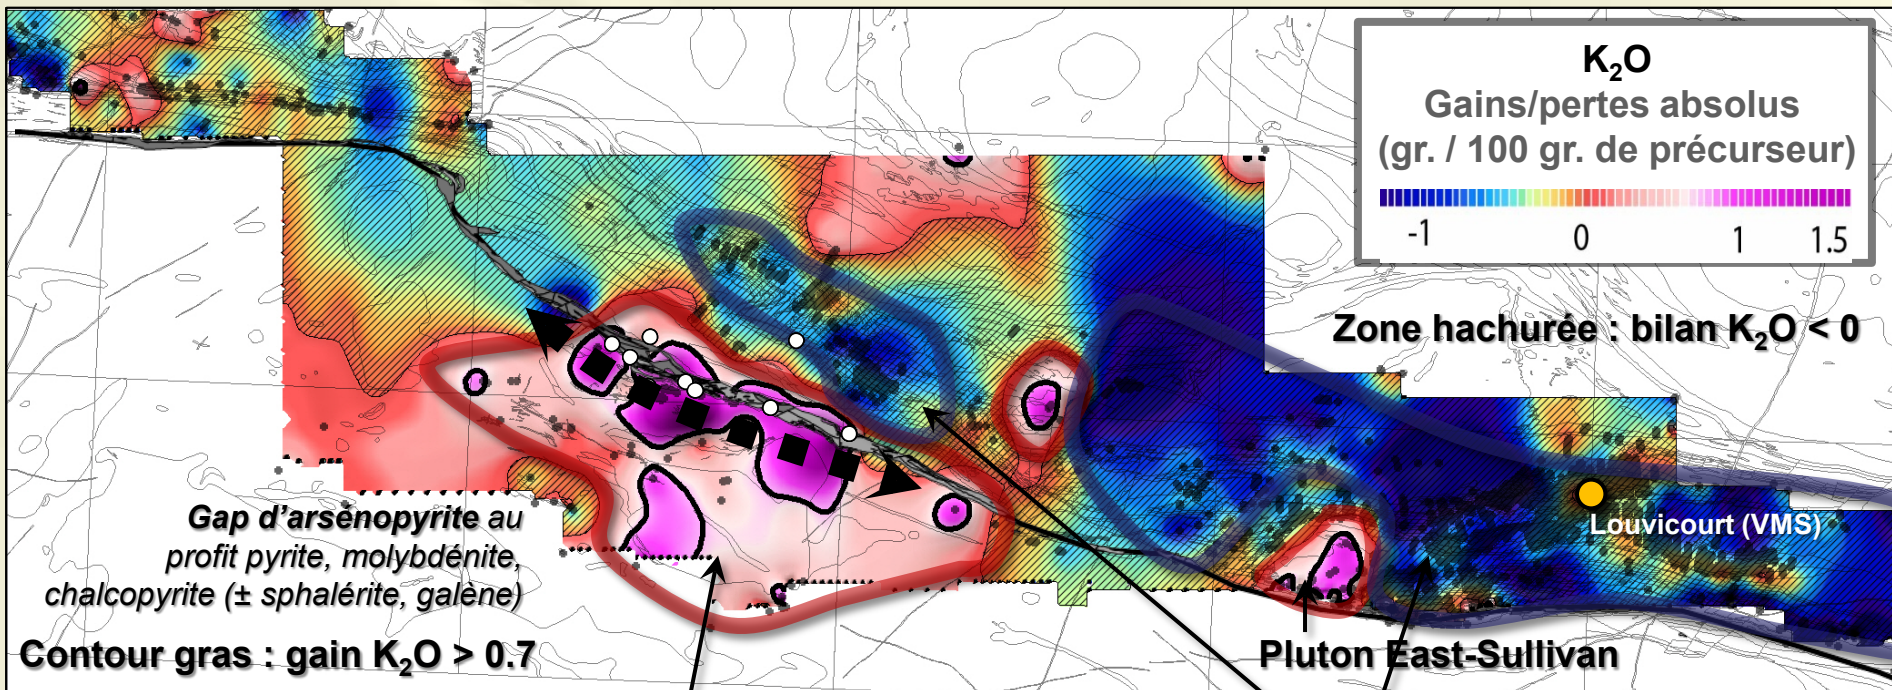 K₂O
Gains/pertes absolus
(gr. / 100 gr. de précurseur)
-1 0 1 1.5
Zone hachurée : bilan K₂O < 0
Louvicourt (VMS)
Gap d'arsénopyrite au
profit pyrite, molybdénite,
chalcopyrite (± sphalérite, galène)
Contour gras : gain K₂O > 0.7
Pluton East-Sullivan